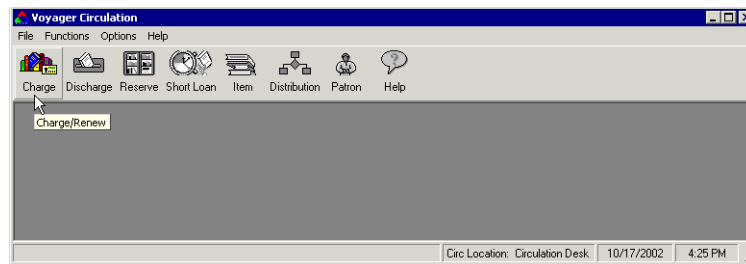 Voyager Circulation
File Functions Options Help
Charge Discharge Reserve Short Loan Item Distribution Patron Help
Charge/Renew
Circ Location: Circulation Desk 10/17/2002 4:25 PM